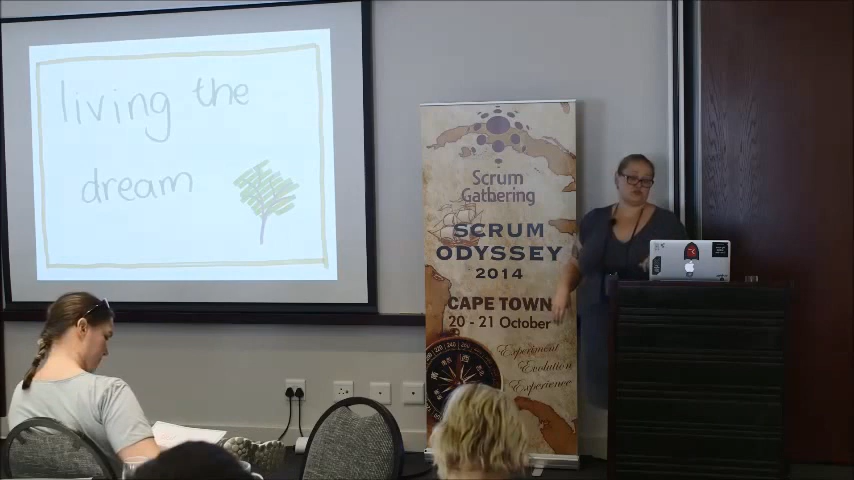 living the
dream
Scrum
Gathering
SCRUM
ODYSSEY
2014
CAPE TOWN
20 - 21 October
Experiment
Evolution
Experience